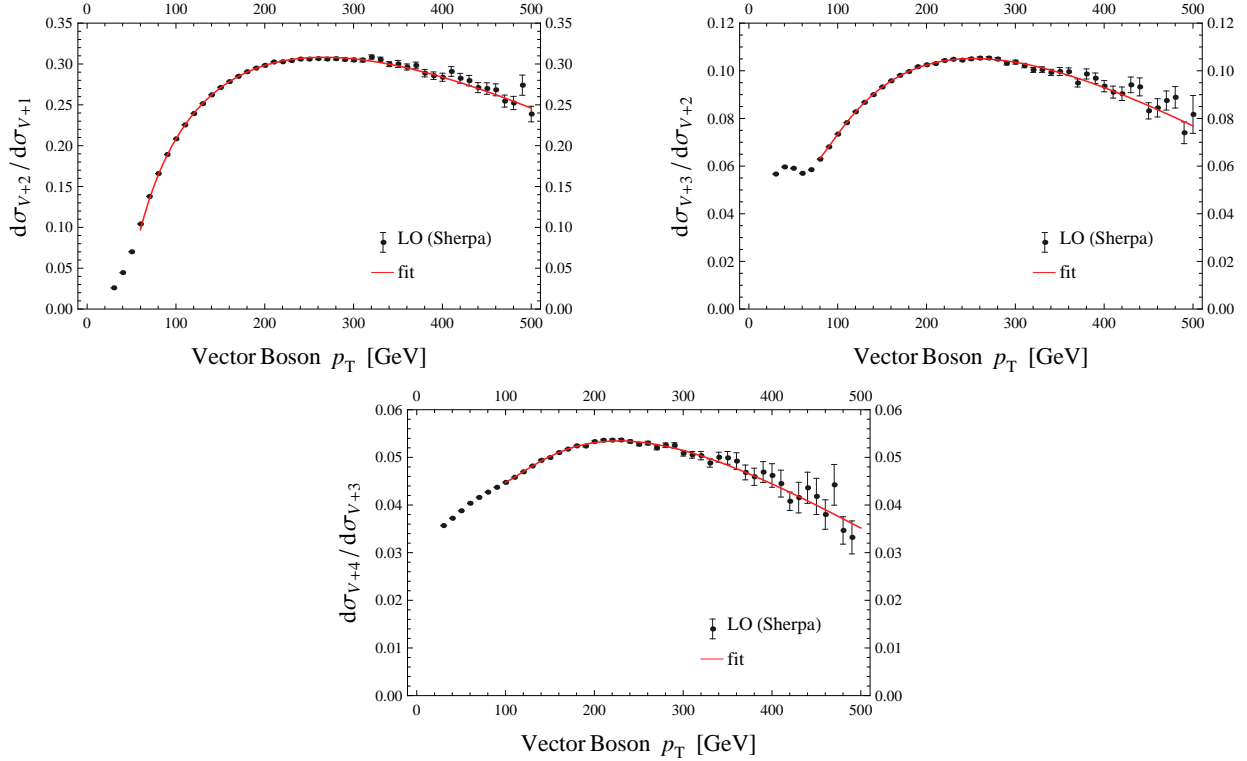 0 100 200 300 400 500
0.00 0.05 0.10 0.15 0.20 0.25 0.30 0.35
0.00 0.05 0.10 0.15 0.20 0.25 0.30 0.35
dσV+2 / dσV+1
LO (Sherpa)
fit
0 100 200 300 400 500
Vector Boson pT [GeV]
0 100 200 300 400 500
0.00 0.02 0.04 0.06 0.08 0.10 0.12
0.00 0.02 0.04 0.06 0.08 0.10 0.12
dσV+3 / dσV+2
LO (Sherpa)
fit
0 100 200 300 400 500
Vector Boson pT [GeV]
0 100 200 300 400 500
0.00 0.01 0.02 0.03 0.04 0.05 0.06
0.00 0.01 0.02 0.03 0.04 0.05 0.06
dσV+4 / dσV+3
LO (Sherpa)
fit
0 100 200 300 400 500
Vector Boson pT [GeV]